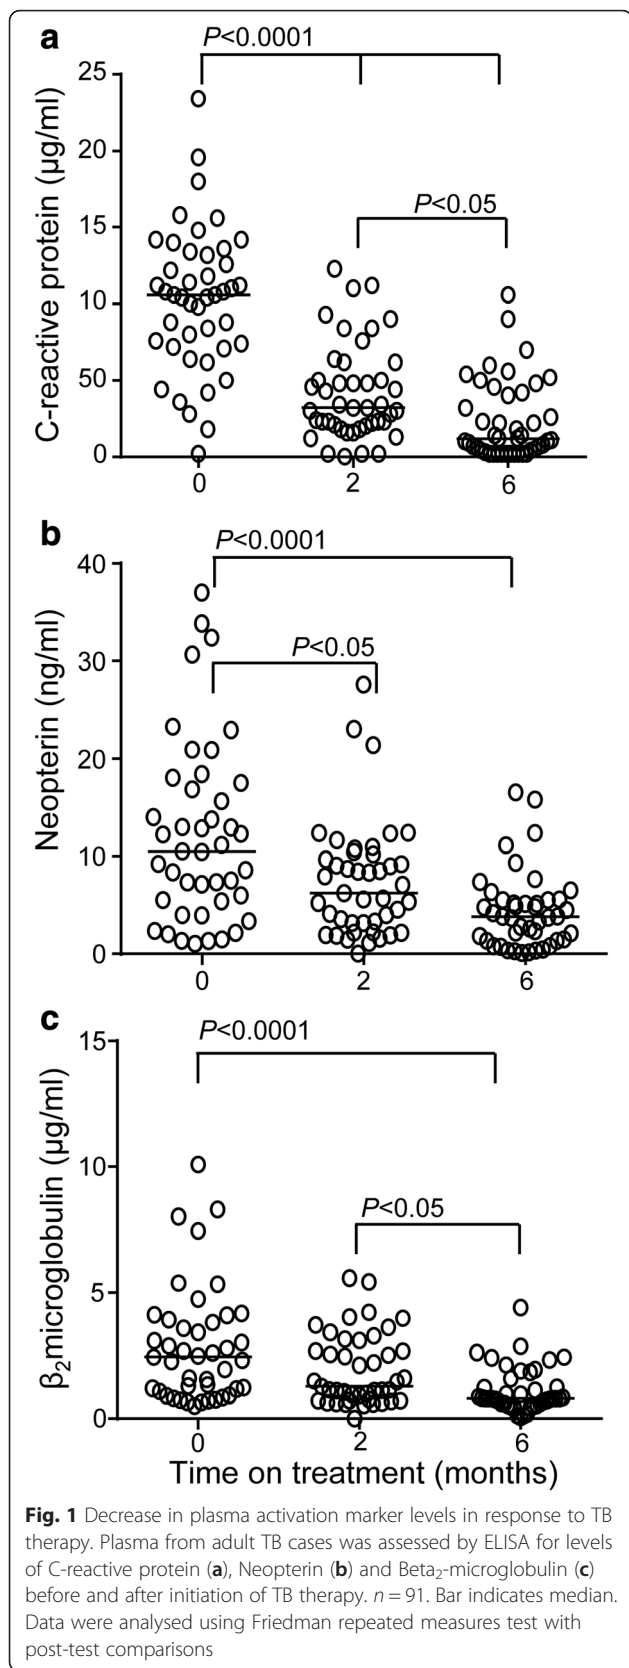 a
P<0.0001
C-reactive protein (µg/ml)
25
20
15
10
50
0
P<0.05
0 2 6
b
P<0.0001
Neopterin (ng/ml)
40
30
20
10
0
P<0.05
0 2 6
c
P<0.0001
β₂microglobulin (µg/ml)
15
10
5
0
P<0.05
0 2 6
Time on treatment (months)
Fig. 1 Decrease in plasma activation marker levels in response to TB
therapy. Plasma from adult TB cases was assessed by ELISA for levels
of C-reactive protein (a), Neopterin (b) and Beta₂-microglobulin (c)
before and after initiation of TB therapy. n = 91. Bar indicates median.
Data were analysed using Friedman repeated measures test with
post-test comparisons